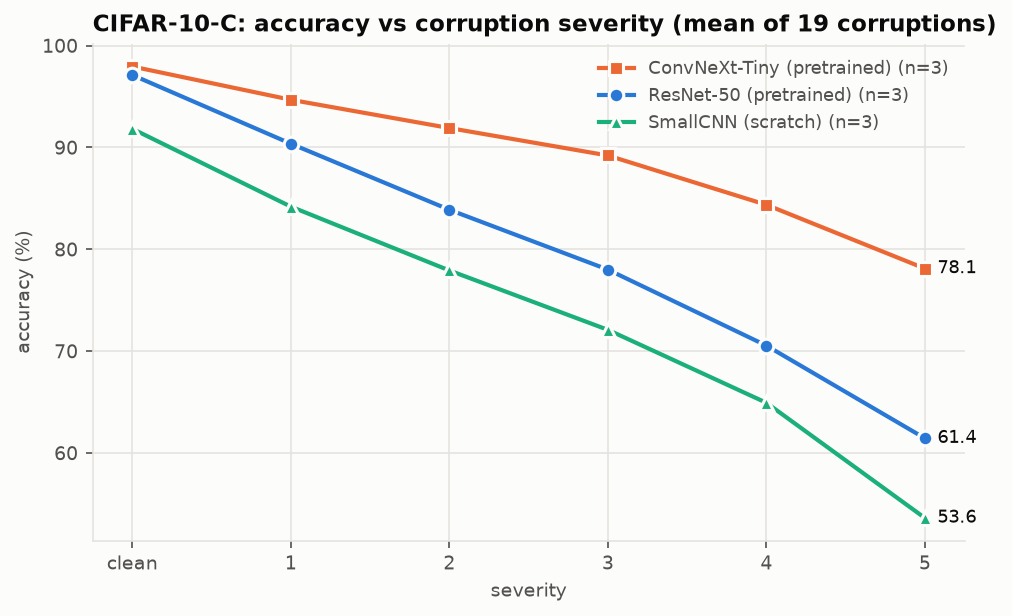 CIFAR-10-C: accuracy vs corruption severity (mean of 19 corruptions)
ConvNeXt-Tiny (pretrained) (n=3)
ResNet-50 (pretrained) (n=3)
SmallCNN (scratch) (n=3)
accuracy (%)
100
90
80
70
60
78.1
61.4
53.6
clean 1 2 3 4 5
severity